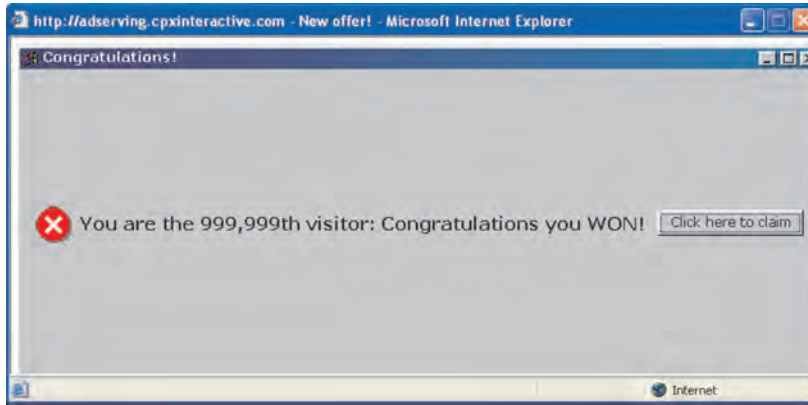 http://adserving.cpxinteractive.com - New offer! - Microsoft Internet Explorer
Congratulations!
You are the 999,999th visitor: Congratulations you WON! Click here to claim
Internet